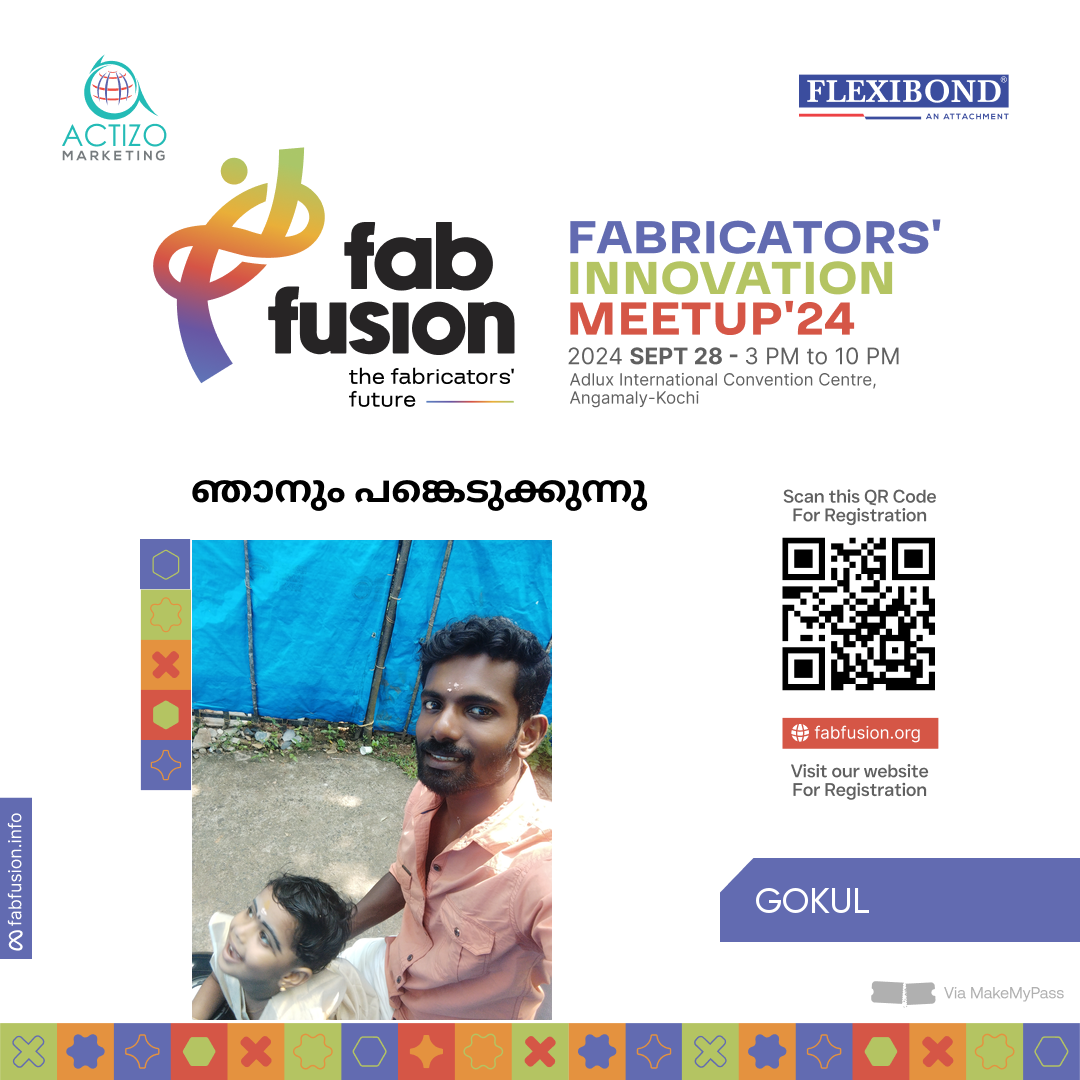 ACTIZO
MARKETING
FLEXIBOND®
AN ATTACHMENT
fab
fusion
the fabricators'
future
FABRICATORS'
INNOVATION
MEETUP'24
2024 SEPT 28 - 3 PM to 10 PM
Adlux International Convention Centre,
Angamaly-Kochi
ഞാനും പങ്കെടുക്കുന്നു
Scan this QR Code
For Registration
fabfusion.org
Visit our website
For Registration
fabfusion.info
GOKUL
Via MakeMyPass